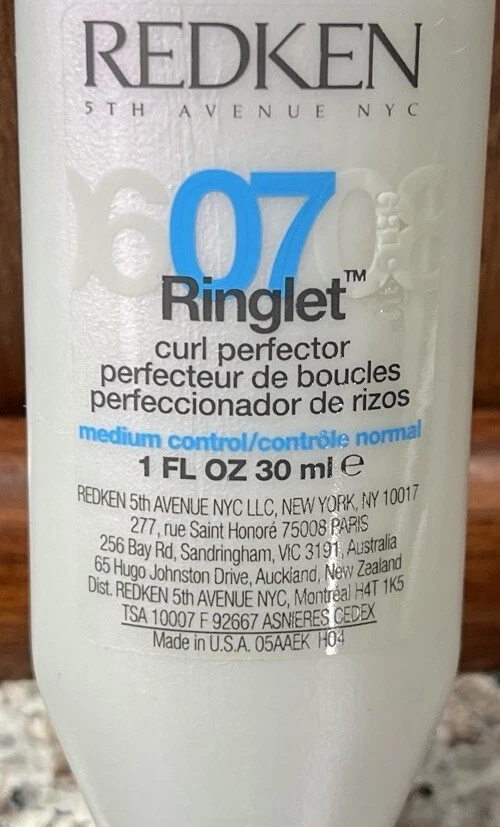 REDKEN
5TH AVENUE NYC
06 07 08
Ringlet™
curl perfector
perfecteur de boucles
perfeccionador de rizos
medium control/contrôle normal
1 FL OZ 30 ml ℮
REDKEN 5th AVENUE NYC LLC, NEW YORK, NY 10017
277, rue Saint Honoré 75008 PARIS
256 Bay Rd, Sandringham, VIC 3191, Australia
65 Hugo Johnston Drive, Auckland, New Zealand
Dist. REDKEN 5th AVENUE NYC, Montréal H4T 1K5
TSA 10007 F 92667 ASNIERES CEDEX
Made in U.S.A. 05AAEK H04